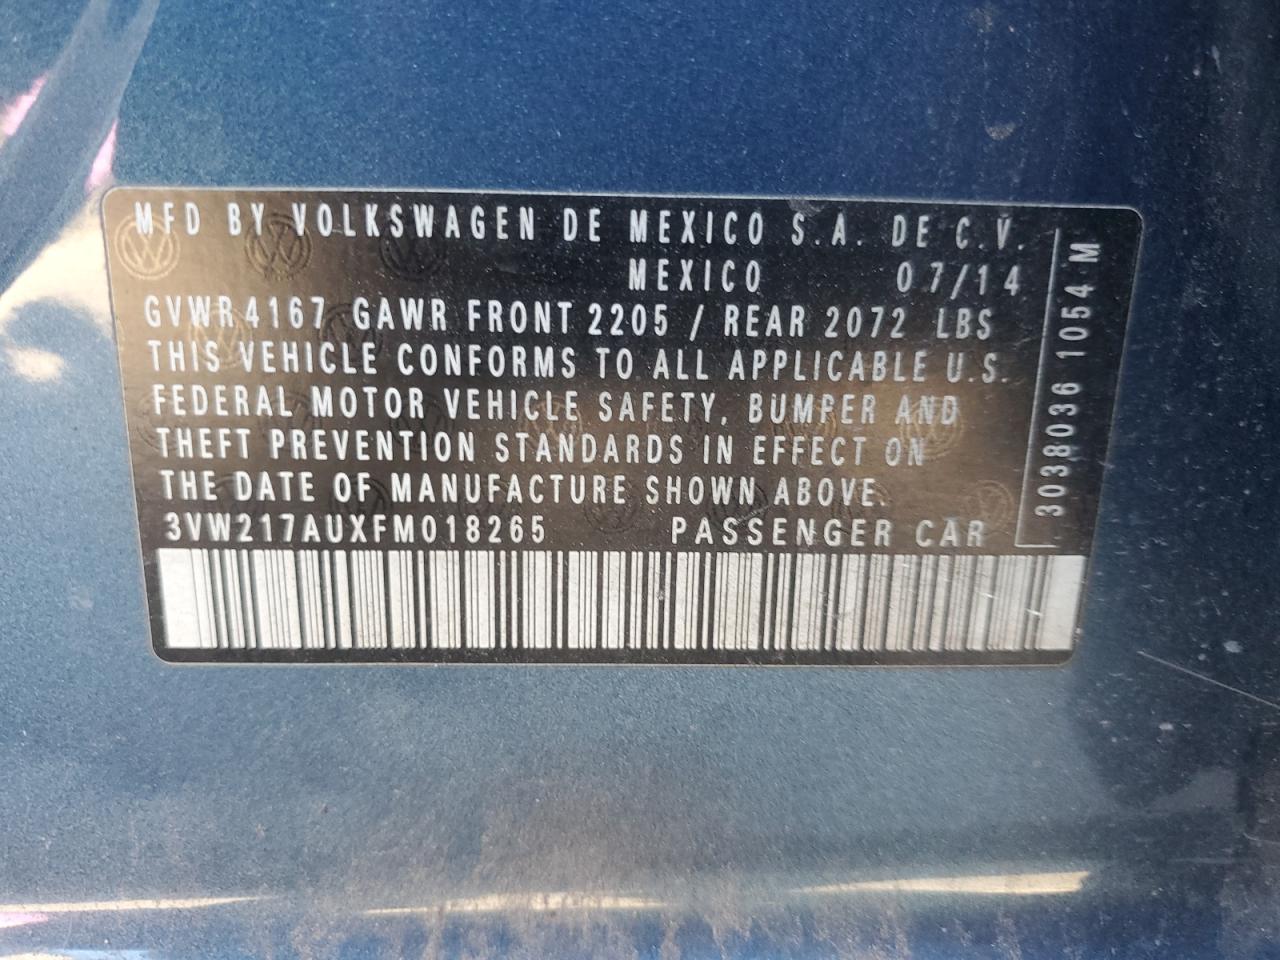 MFD BY VOLKSWAGEN DE MEXICO S.A. DE C.V.
MEXICO 07/14
GVWR 4167 GAWR FRONT 2205 / REAR 2072 LBS
THIS VEHICLE CONFORMS TO ALL APPLICABLE U.S.
FEDERAL MOTOR VEHICLE SAFETY, BUMPER AND
THEFT PREVENTION STANDARDS IN EFFECT ON
THE DATE OF MANUFACTURE SHOWN ABOVE.
3VW217AUXFM018265 PASSENGER CAR
3038036 1054 M